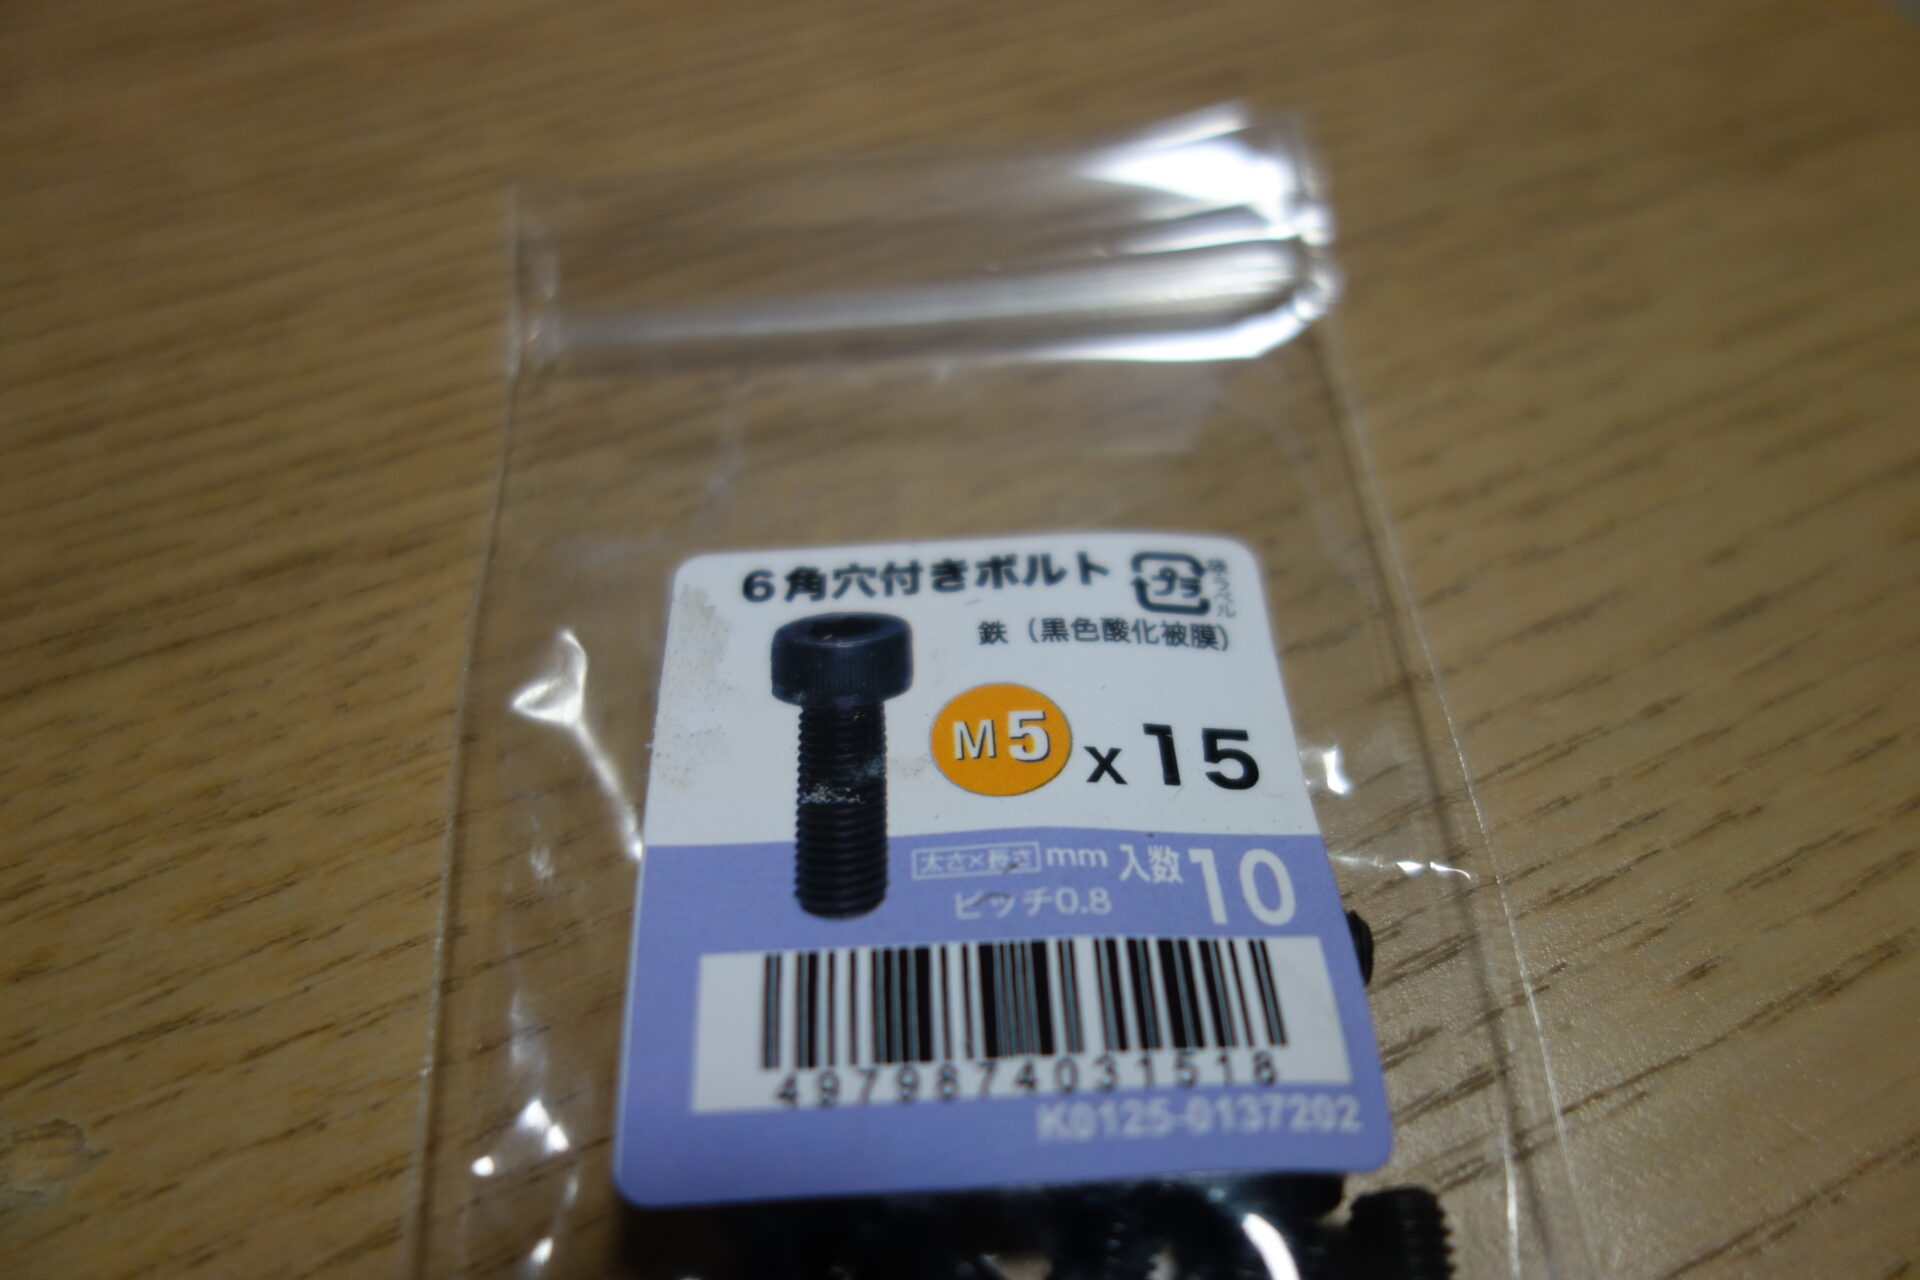 6角穴付きボルト
プラ
袋・ラベル
鉄（黒色酸化被膜）
M5 x 15
太さ×長さ mm 入数 10
ピッチ0.8
4979874031518
K0125-0137202